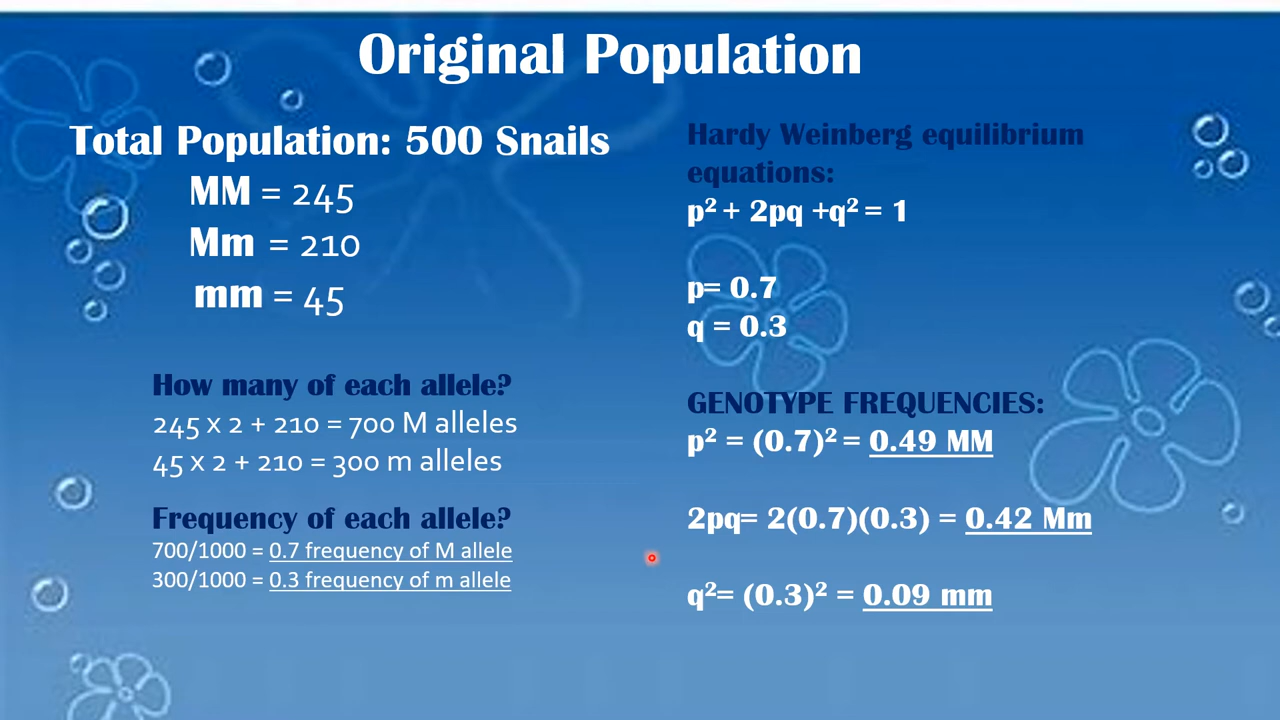 Original Population
Total Population: 500 Snails
MM = 245
Mm = 210
mm = 45
How many of each allele?
245 x 2 + 210 = 700 M alleles
45 x 2 + 210 = 300 m alleles
Frequency of each allele?
700/1000 = 0.7 frequency of M allele
300/1000 = 0.3 frequency of m allele
Hardy Weinberg equilibrium
equations:
p² + 2pq +q² = 1
p= 0.7
q = 0.3
GENOTYPE FREQUENCIES:
p² = (0.7)² = 0.49 MM
2pq= 2(0.7)(0.3) = 0.42 Mm
q²= (0.3)² = 0.09 mm